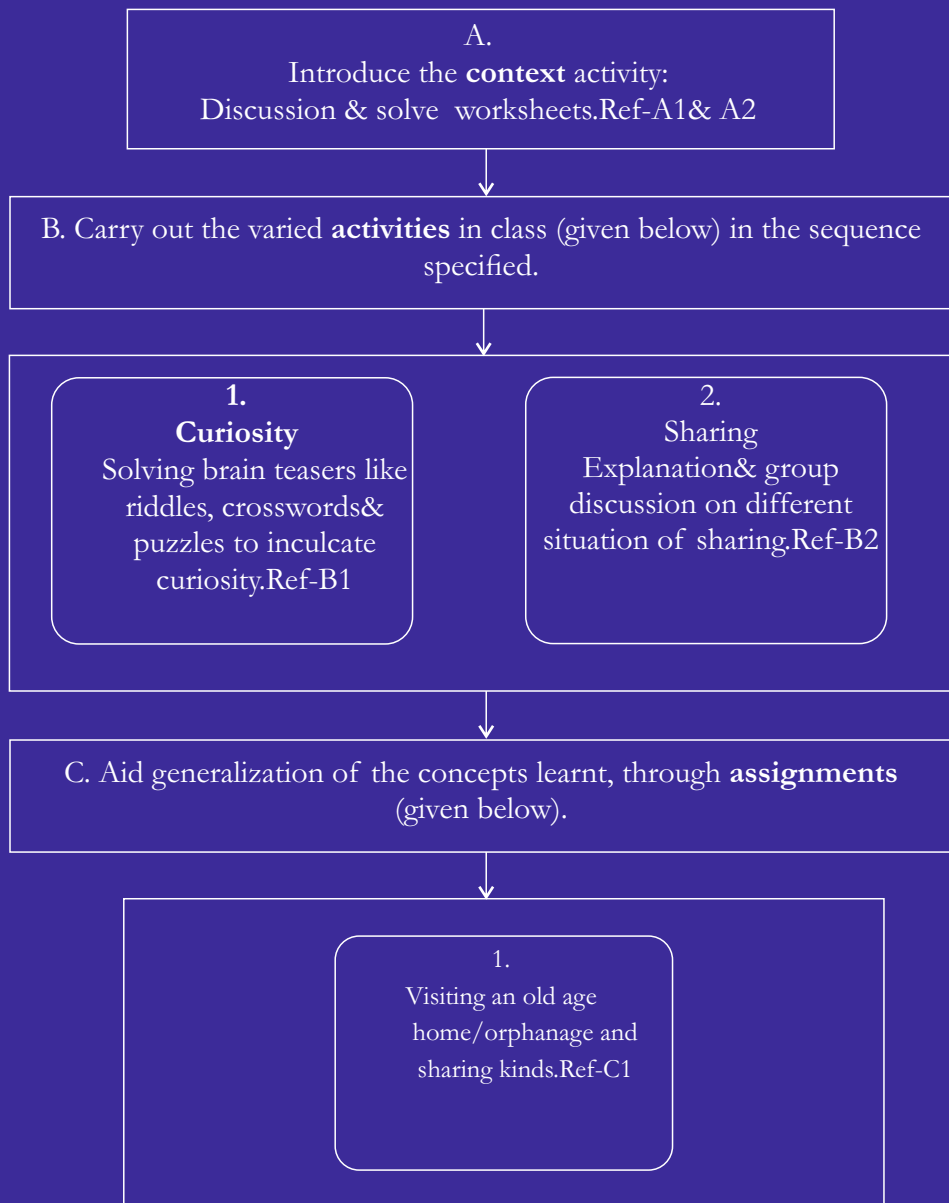 A.
Introduce the context activity:
Discussion & solve worksheets.Ref-A1& A2
B. Carry out the varied activities in class (given below) in the sequence
specified.
1.
Curiosity
Solving brain teasers like
riddles, crosswords&
puzzles to inculcate
curiosity.Ref-B1
2.
Sharing
Explanation& group
discussion on different
situation of sharing.Ref-B2
C. Aid generalization of the concepts learnt, through assignments
(given below).
1.
Visiting an old age
home/orphanage and
sharing kinds.Ref-C1